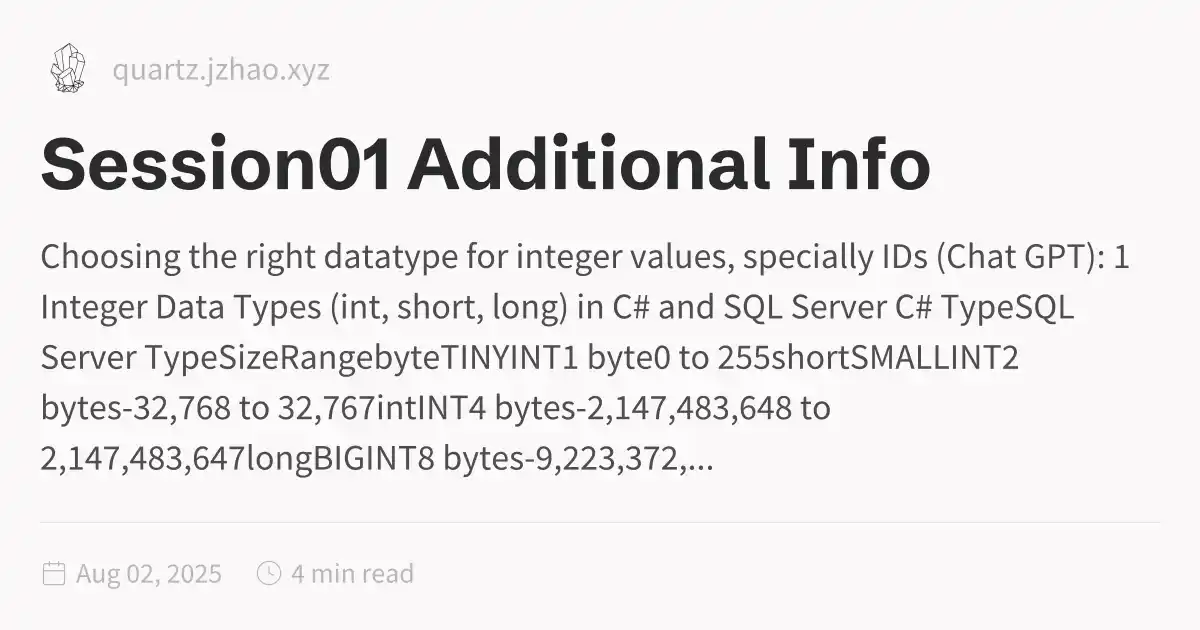 quartz.jzhao.xyz
Session01 Additional Info
Choosing the right datatype for integer values, specially IDs (Chat GPT): 1
Integer Data Types (int, short, long) in C# and SQL Server C# TypeSQL
Server TypeSizeRangebyteTINYINT1 byte0 to 255shortSMALLINT2
bytes-32,768 to 32,767intINT4 bytes-2,147,483,648 to
2,147,483,647longBIGINT8 bytes-9,223,372,...
Aug 02, 2025 4 min read